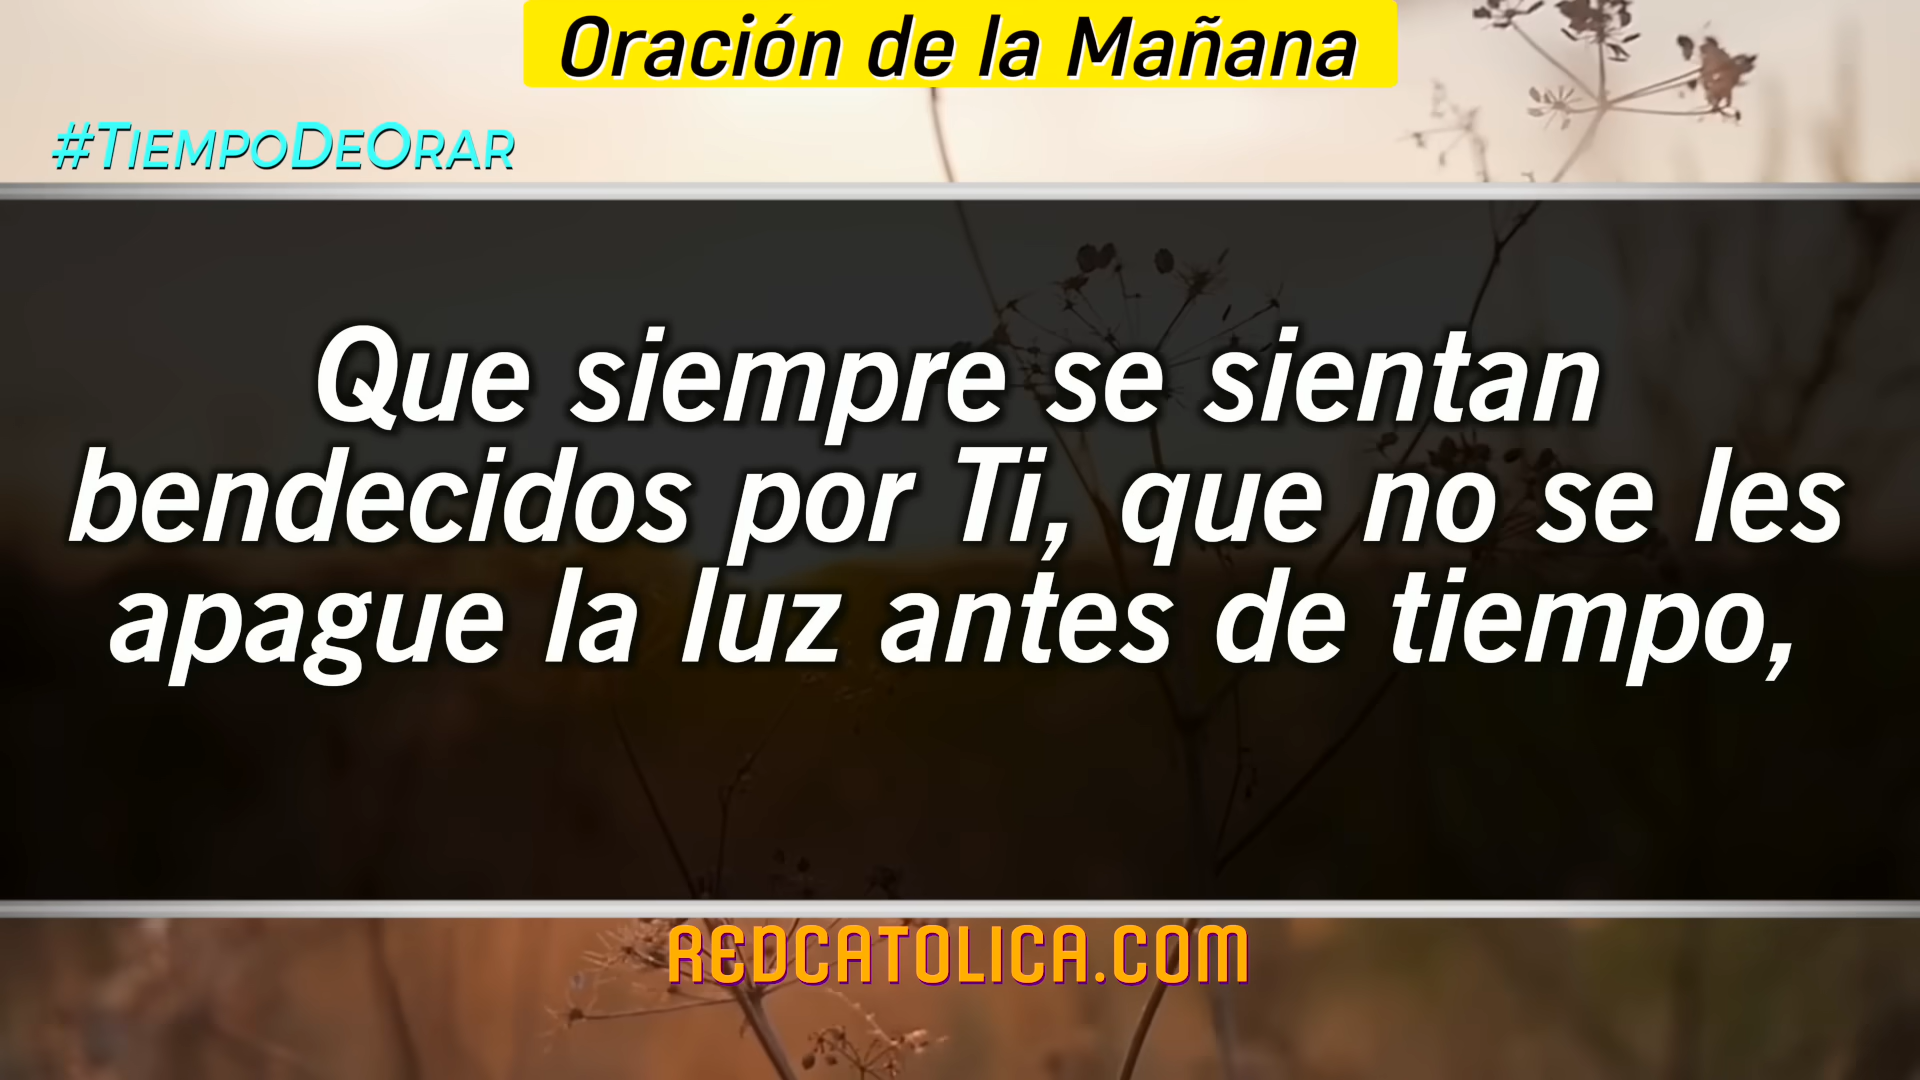 Oración de la Mañana
#TiempoDeOrar
Que siempre se sientan
bendecidos por Ti, que no se les
apague la luz antes de tiempo,
REDCATOLICA.COM